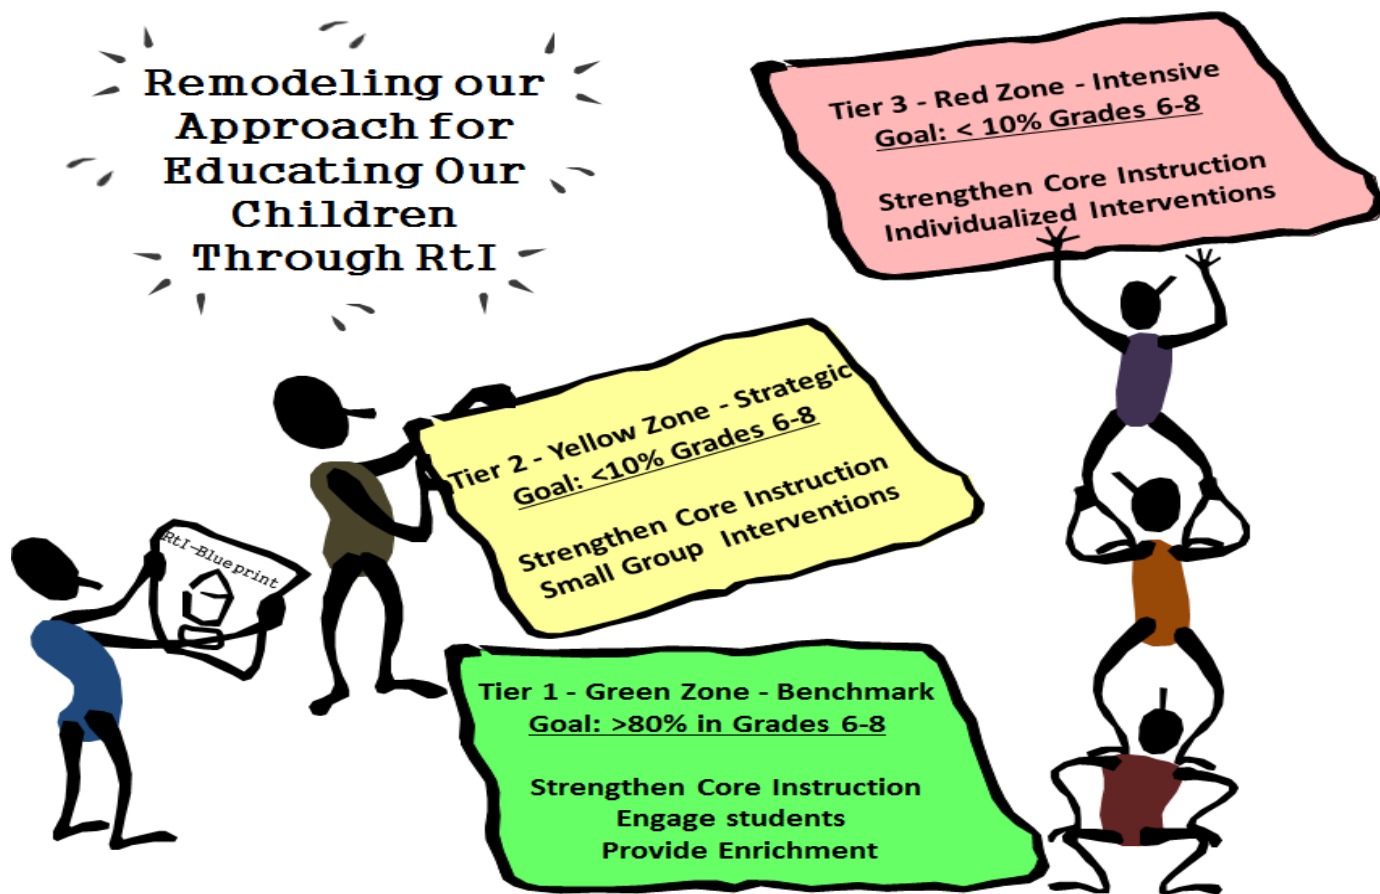 Remodeling our
Approach for
Educating Our
Children
Through RtI
Tier 3 - Red Zone - Intensive
Goal: < 10% Grades 6-8
Strengthen Core Instruction
Individualized Interventions
Tier 2 - Yellow Zone - Strategic
Goal: <10% Grades 6-8
Strengthen Core Instruction
Small Group Interventions
RtI-Blueprint
Tier 1 - Green Zone - Benchmark
Goal: >80% in Grades 6-8
Strengthen Core Instruction
Engage students
Provide Enrichment